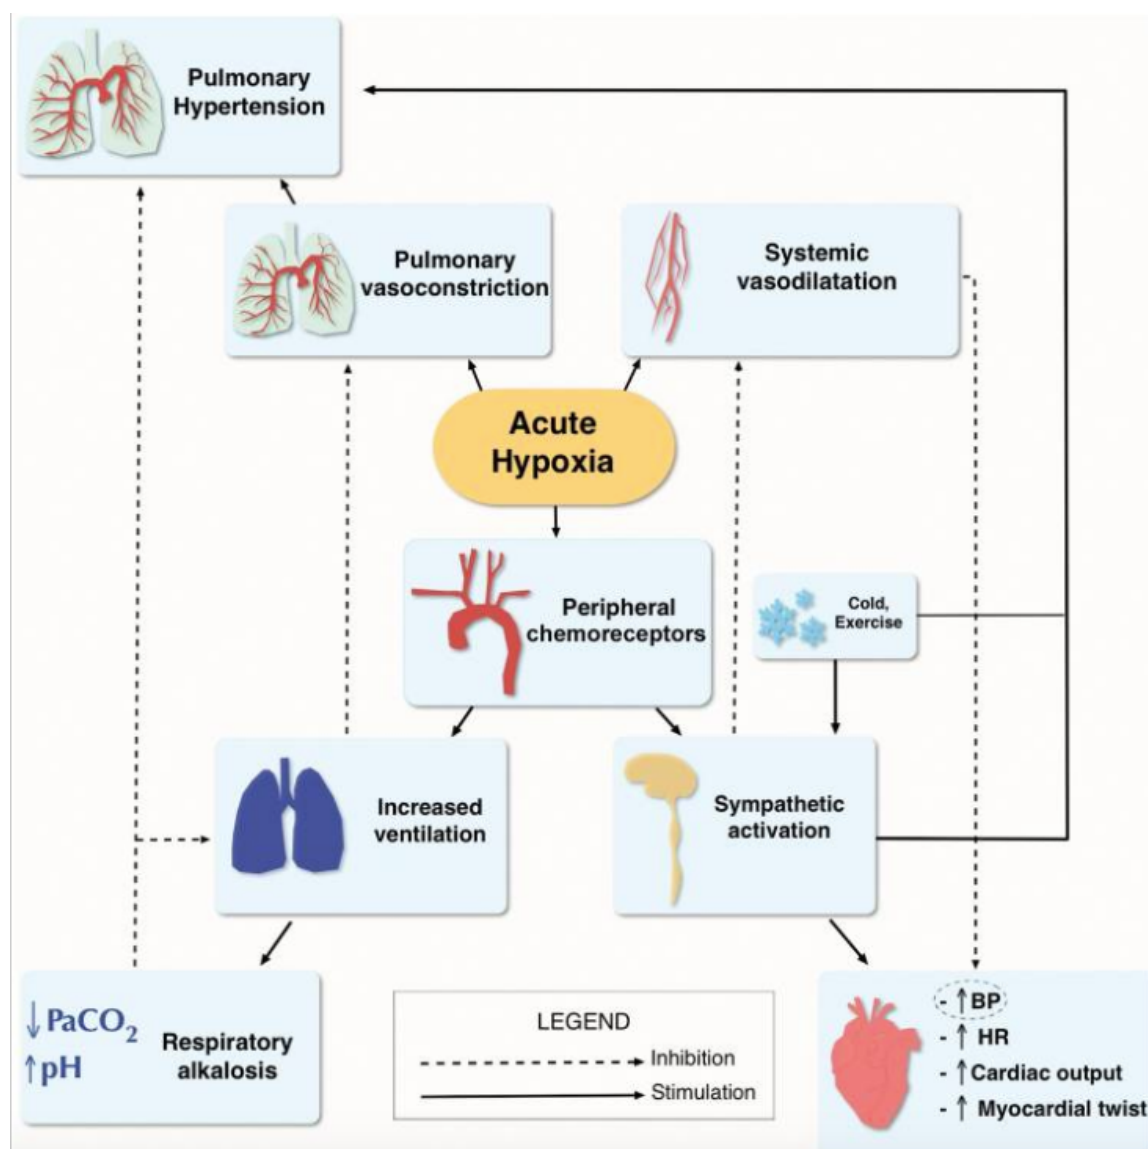 Pulmonary
Hypertension
Pulmonary
vasoconstriction
Systemic
vasodilatation
Acute
Hypoxia
Peripheral
chemoreceptors
Cold,
Exercise
Increased
ventilation
Sympathetic
activation
↓PaCO₂
↑pH
Respiratory
alkalosis
LEGEND
Inhibition
Stimulation
- ↑BP
- ↑ HR
- ↑Cardiac output
- ↑ Myocardial twist